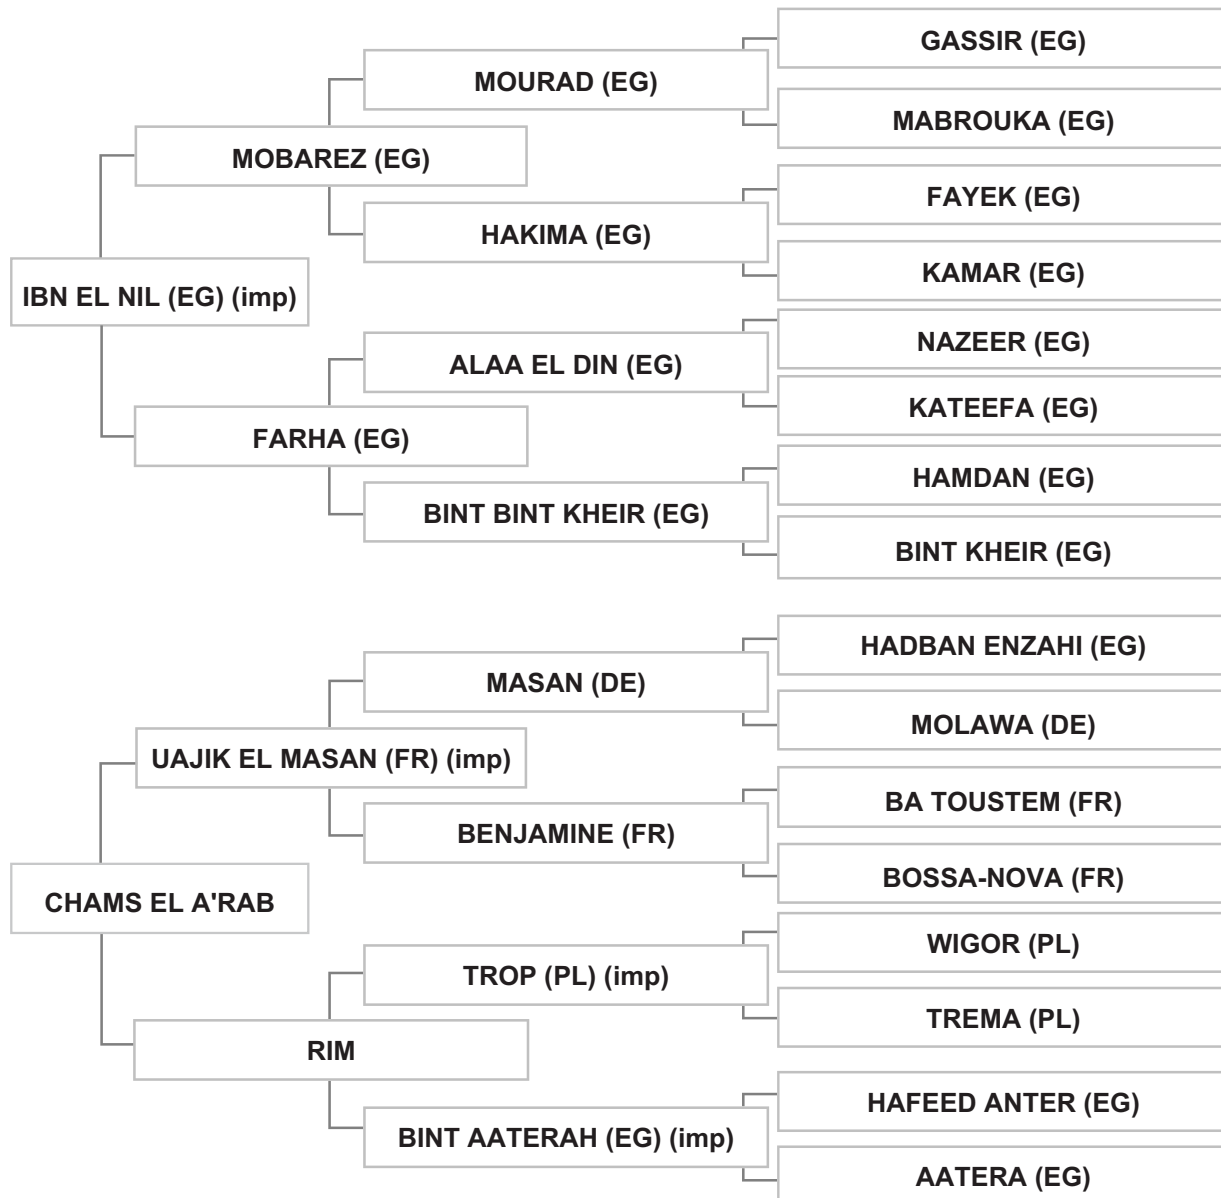 GASSIR (EG)
MOURAD (EG)
MABROUKA (EG)
MOBAREZ (EG)
FAYEK (EG)
HAKIMA (EG)
KAMAR (EG)
IBN EL NIL (EG) (imp)
NAZEER (EG)
ALAA EL DIN (EG)
KATEEFA (EG)
FARHA (EG)
HAMDAN (EG)
BINT BINT KHEIR (EG)
BINT KHEIR (EG)
HADBAN ENZAHI (EG)
MASAN (DE)
MOLAWA (DE)
UAJIK EL MASAN (FR) (imp)
BA TOUSTEM (FR)
BENJAMINE (FR)
BOSSA-NOVA (FR)
CHAMS EL A'RAB
WIGOR (PL)
TROP (PL) (imp)
TREMA (PL)
RIM
HAFEED ANTER (EG)
BINT AATERAH (EG) (imp)
AATERA (EG)